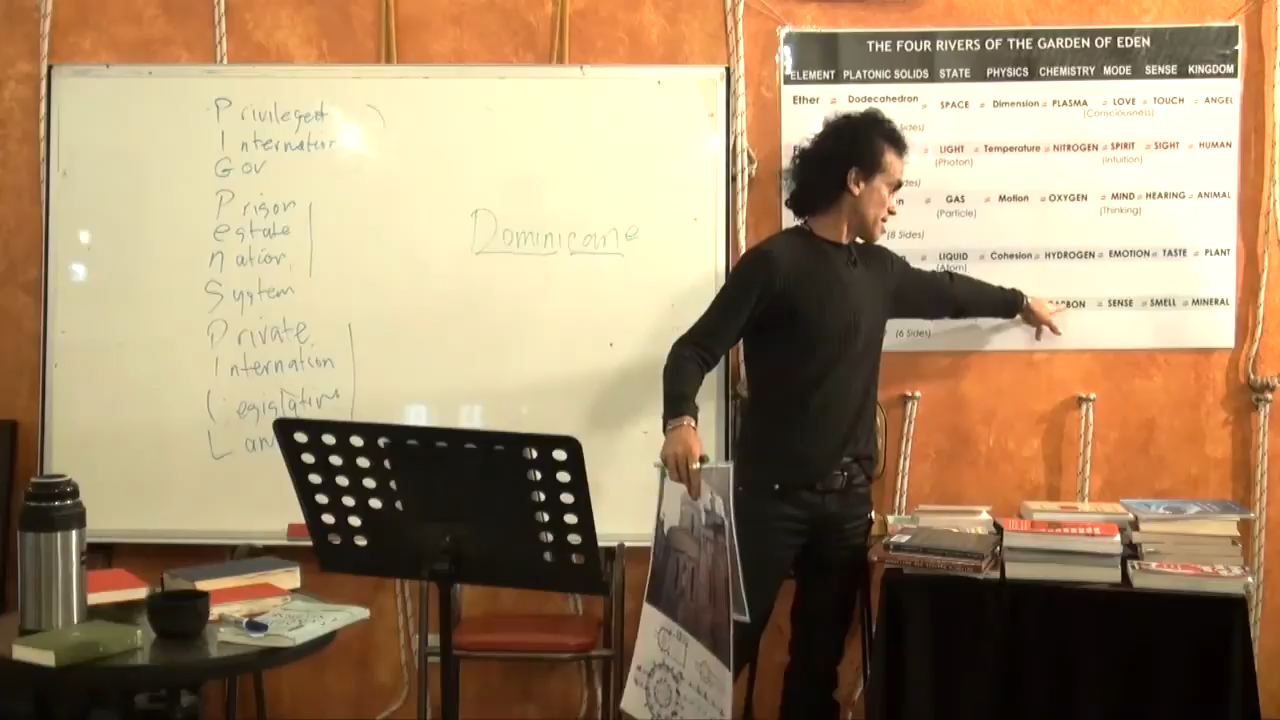 Privileged
Internation
Gov
Prison
estate
nation
System
Private
Internation
Legislation
Law
Dominicane
THE FOUR RIVERS OF THE GARDEN OF EDEN
ELEMENT PLATONIC SOLIDS STATE PHYSICS CHEMISTRY MODE SENSE KINGDOM
Ether = Dodecahedron = SPACE = Dimension = PLASMA = LOVE = TOUCH = ANGEL
(Consciousness)
LIGHT = Temperature = NITROGEN = SPIRIT = SIGHT = HUMAN
(Photon) (Intuition)
GAS = Motion = OXYGEN = MIND = HEARING = ANIMAL
(Particle) (Thinking)
(8 Sides)
LIQUID = Cohesion = HYDROGEN = EMOTION = TASTE = PLANT
(Atom)
CARBON = SENSE = SMELL = MINERAL
(6 Sides)